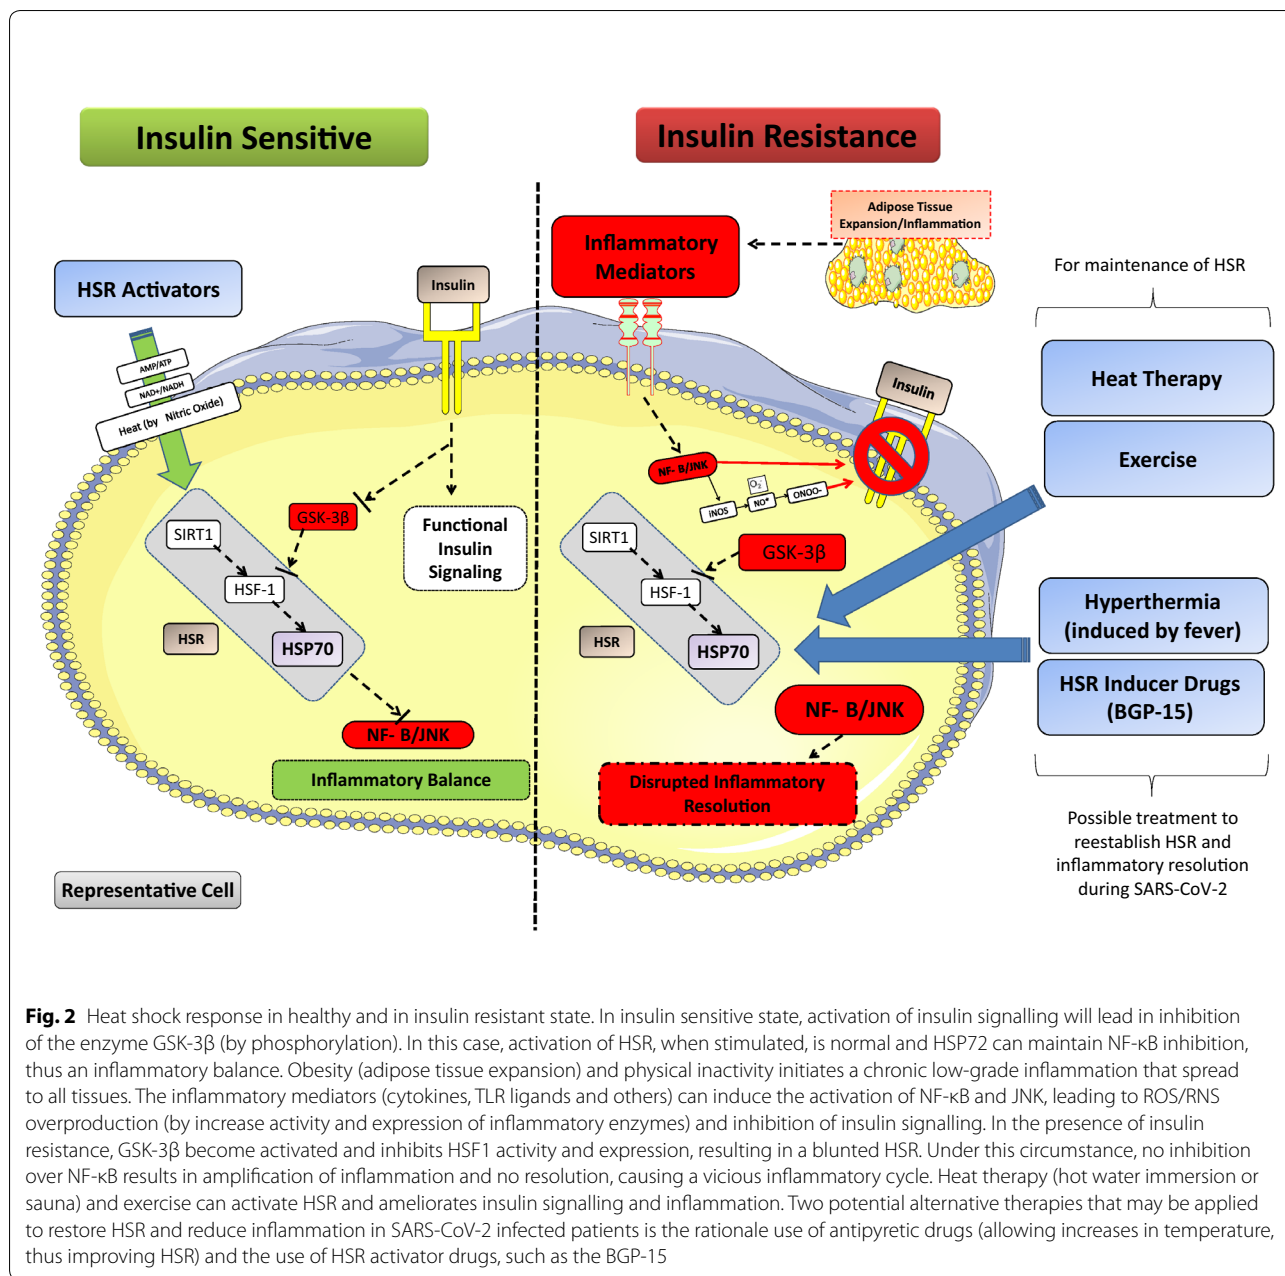 Insulin Sensitive
Insulin Resistance
Adipose Tissue
Expansion/Inflammation
Inflammatory
Mediators
For maintenance of HSR
HSR Activators
Insulin
AMP/ATP
NAD+/NADH
Heat (by Nitric Oxide)
Insulin
Heat Therapy
Exercise
NF- B/JNK
O2-
iNOS
NO*
ONOO-
GSK-3β
Functional
Insulin
Signaling
SIRT1
HSF-1
HSP70
HSR
GSK-3β
SIRT1
HSF-1
HSP70
HSR
Hyperthermia
(induced by fever)
HSR Inducer Drugs
(BGP-15)
NF- B/JNK
Inflammatory Balance
NF- B/JNK
Disrupted Inflammatory
Resolution
Possible treatment to
reestablish HSR and
inflammatory resolution
during SARS-CoV-2
Representative Cell
Fig. 2 Heat shock response in healthy and in insulin resistant state. In insulin sensitive state, activation of insulin signalling will lead in inhibition
of the enzyme GSK-3β (by phosphorylation). In this case, activation of HSR, when stimulated, is normal and HSP72 can maintain NF-κB inhibition,
thus an inflammatory balance. Obesity (adipose tissue expansion) and physical inactivity initiates a chronic low-grade inflammation that spread
to all tissues. The inflammatory mediators (cytokines, TLR ligands and others) can induce the activation of NF-κB and JNK, leading to ROS/RNS
overproduction (by increase activity and expression of inflammatory enzymes) and inhibition of insulin signalling. In the presence of insulin
resistance, GSK-3β become activated and inhibits HSF1 activity and expression, resulting in a blunted HSR. Under this circumstance, no inhibition
over NF-κB results in amplification of inflammation and no resolution, causing a vicious inflammatory cycle. Heat therapy (hot water immersion or
sauna) and exercise can activate HSR and ameliorates insulin signalling and inflammation. Two potential alternative therapies that may be applied
to restore HSR and reduce inflammation in SARS-CoV-2 infected patients is the rationale use of antipyretic drugs (allowing increases in temperature,
thus improving HSR) and the use of HSR activator drugs, such as the BGP-15